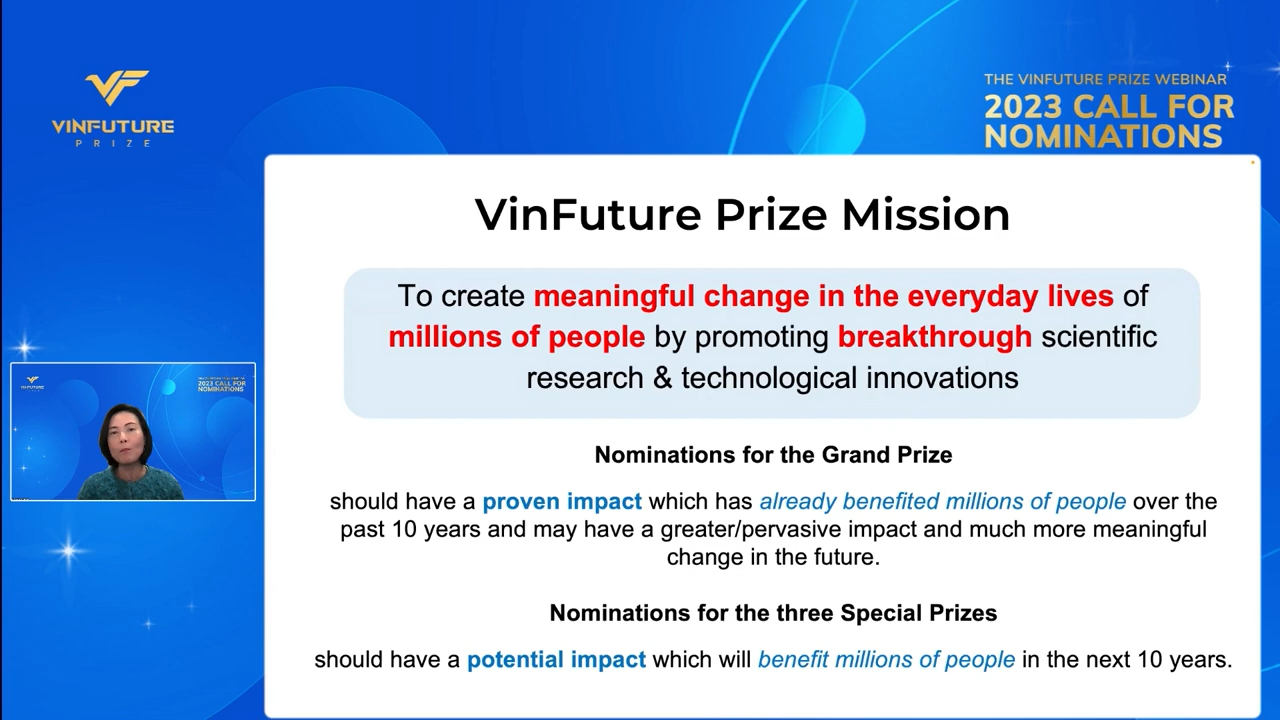 VINFUTURE
PRIZE
THE VINFUTURE PRIZE WEBINAR
2023 CALL FOR
NOMINATIONS
VinFuture Prize Mission
To create meaningful change in the everyday lives of
millions of people by promoting breakthrough scientific
research & technological innovations
Nominations for the Grand Prize
should have a proven impact which has already benefited millions of people over the
past 10 years and may have a greater/pervasive impact and much more meaningful
change in the future.
Nominations for the three Special Prizes
should have a potential impact which will benefit millions of people in the next 10 years.
2023 CALL FOR
NOMINATIONS